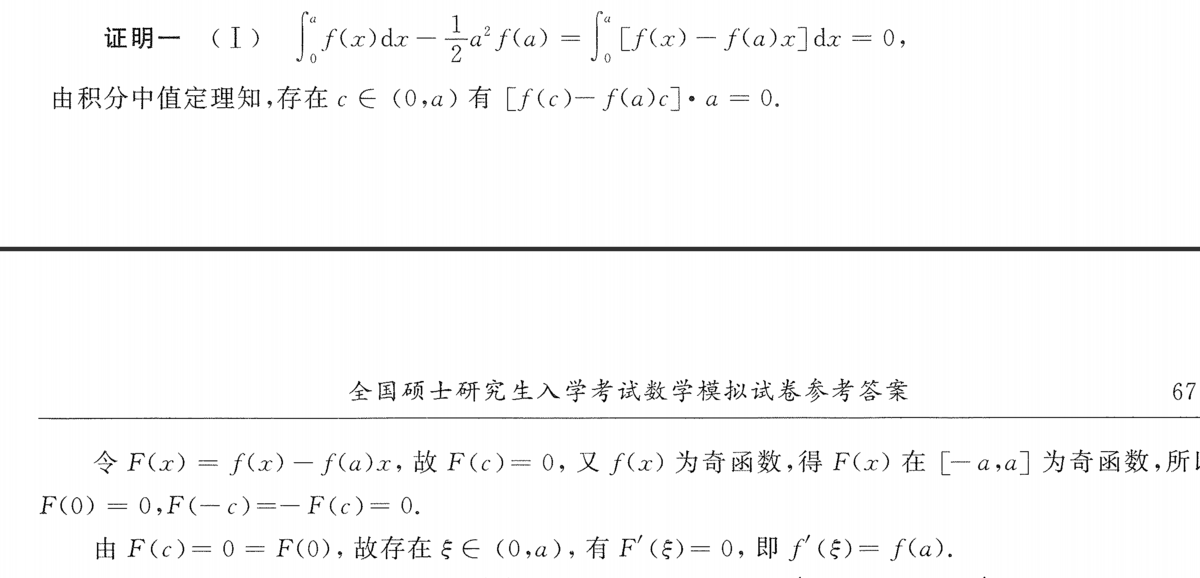 证明一 （Ⅰ） ∫₀ᵃ f(x)dx − 1/2 a² f(a) = ∫₀ᵃ [f(x) − f(a)x]dx = 0,
由积分中值定理知,存在 c ∈ (0,a) 有 [f(c) − f(a)c]• a = 0.
全国硕士研究生入学考试数学模拟试卷参考答案 67
令 F(x) = f(x) − f(a)x, 故 F(c) = 0, 又 f(x) 为奇函数,得 F(x) 在 [−a,a] 为奇函数,所以
F(0) = 0,F(−c) = − F(c) = 0.
由 F(c) = 0 = F(0), 故存在 ξ ∈ (0,a), 有 F′(ξ) = 0, 即 f′(ξ) = f(a).